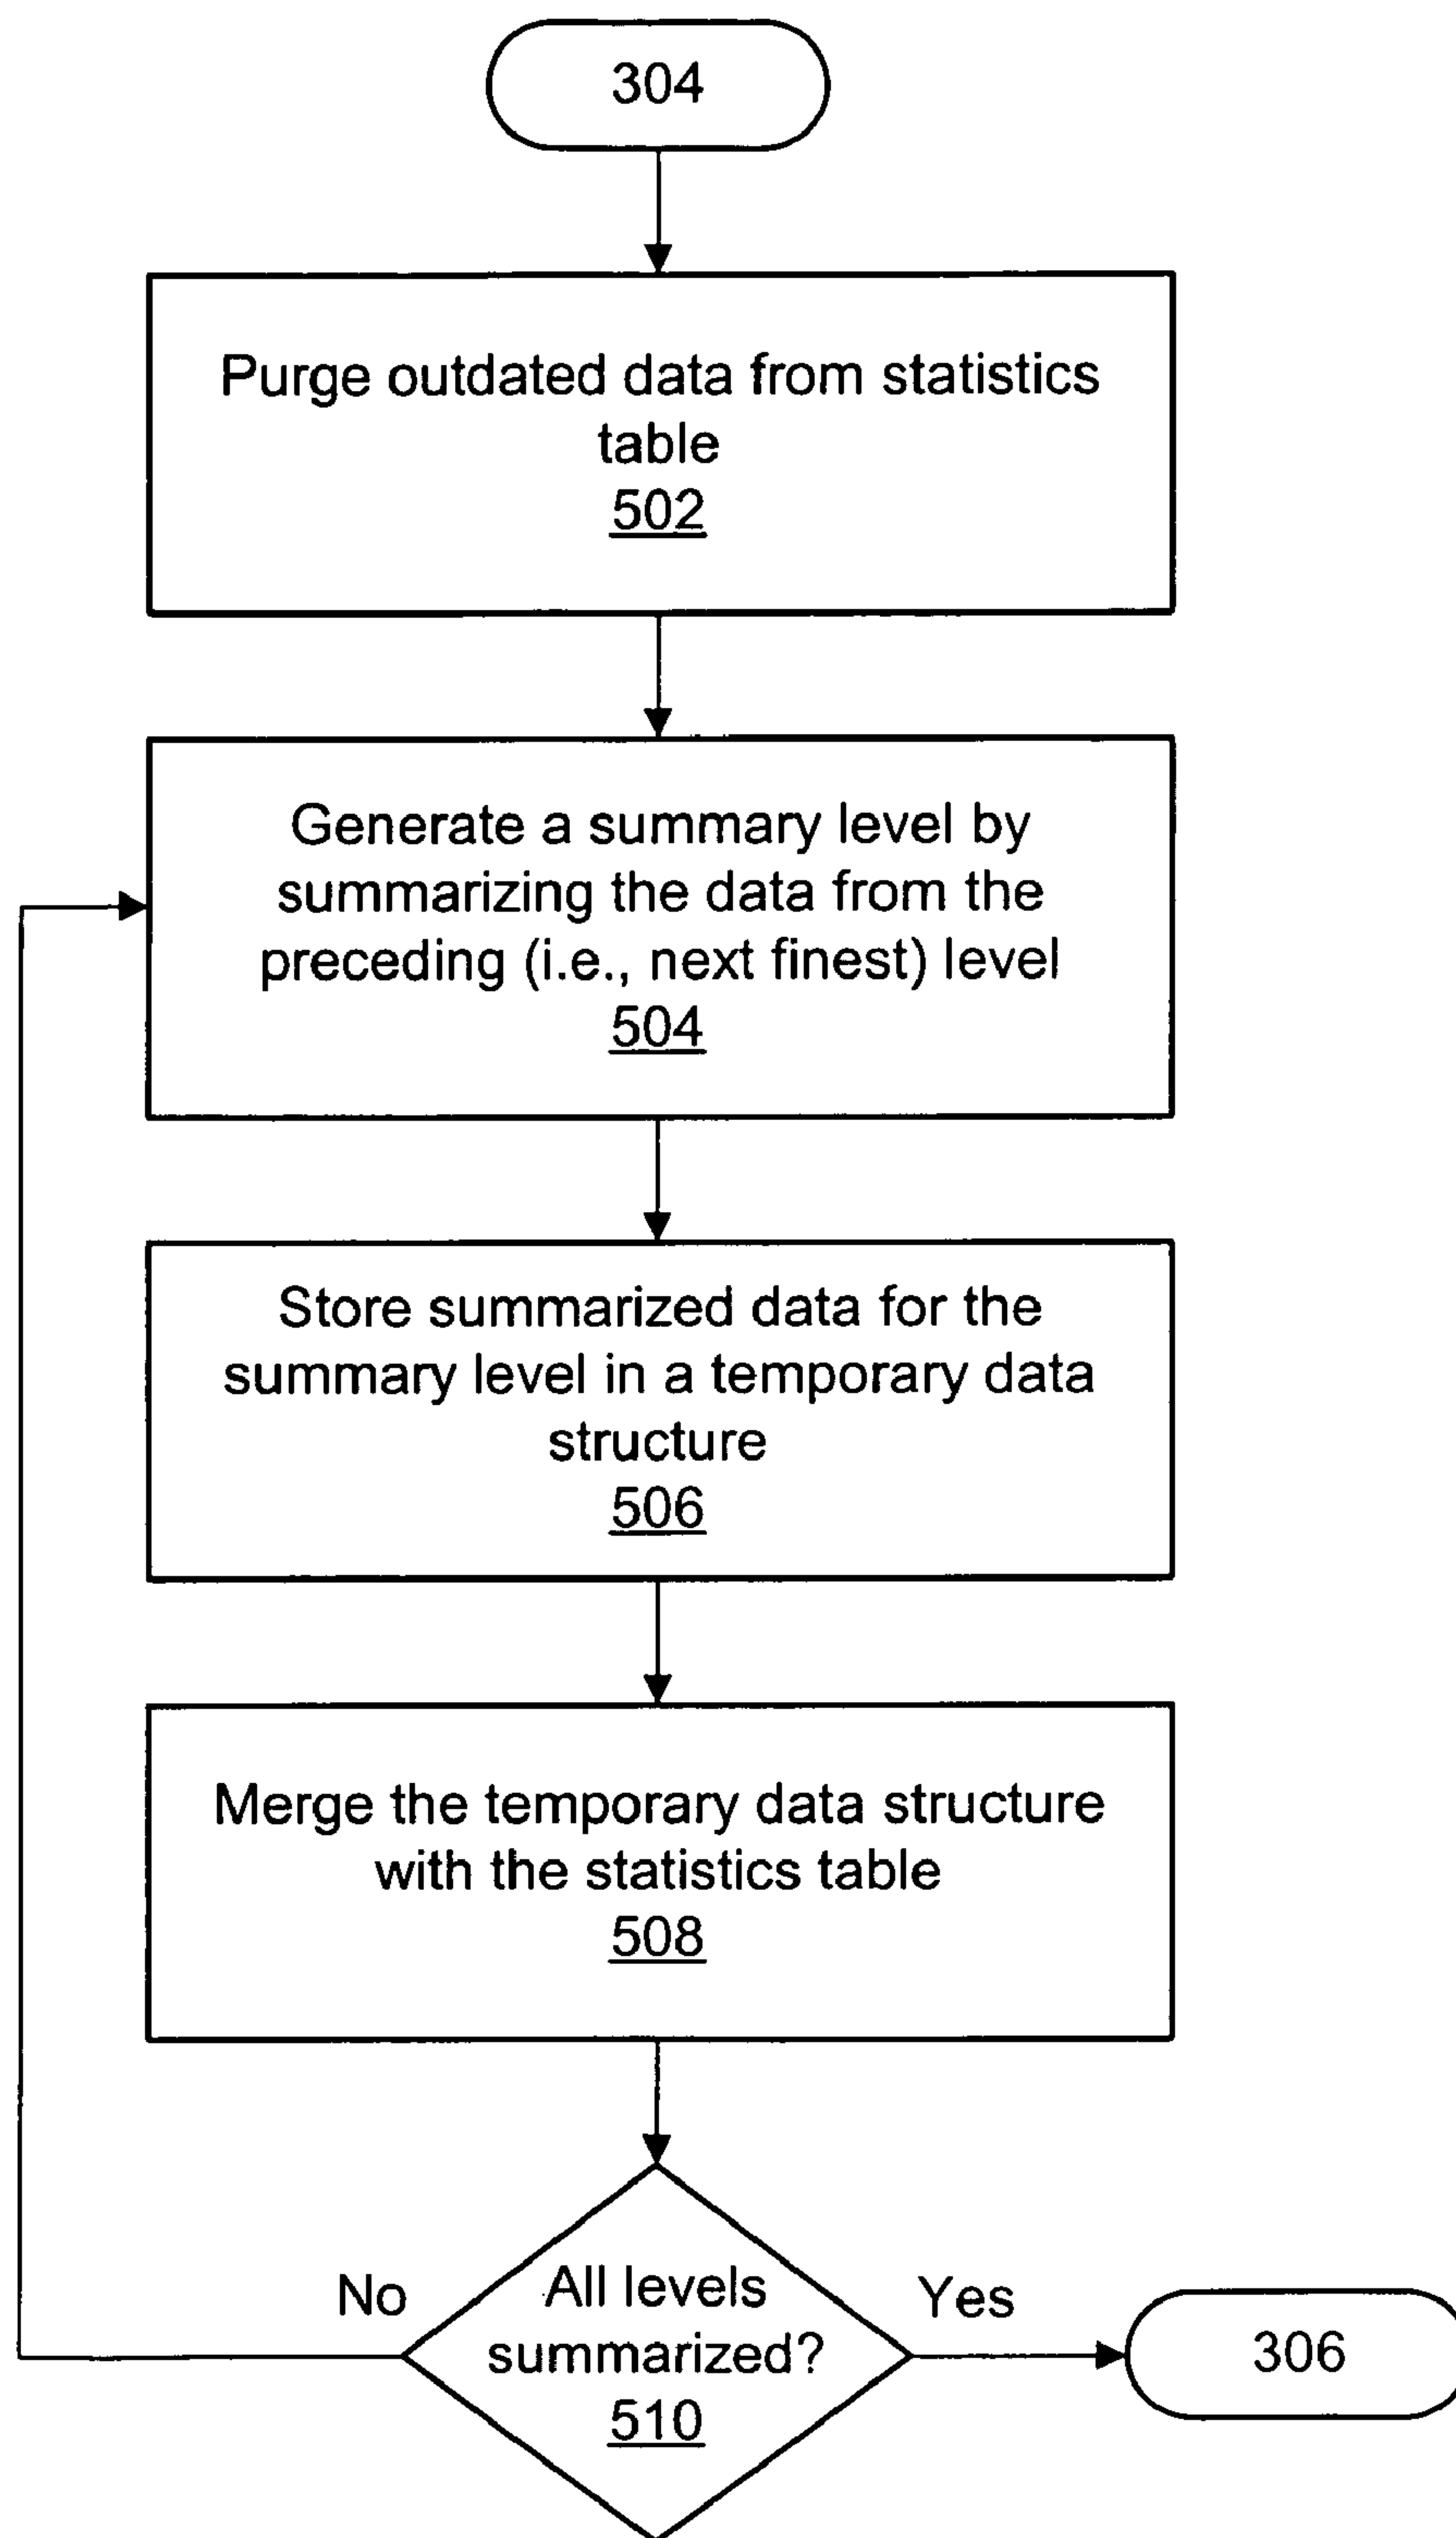 304
Purge outdated data from statistics
table
502
Generate a summary level by
summarizing the data from the
preceding (i.e., next finest) level
504
Store summarized data for the
summary level in a temporary data
structure
506
Merge the temporary data structure
with the statistics table
508
No
All levels
summarized?
510
Yes
306